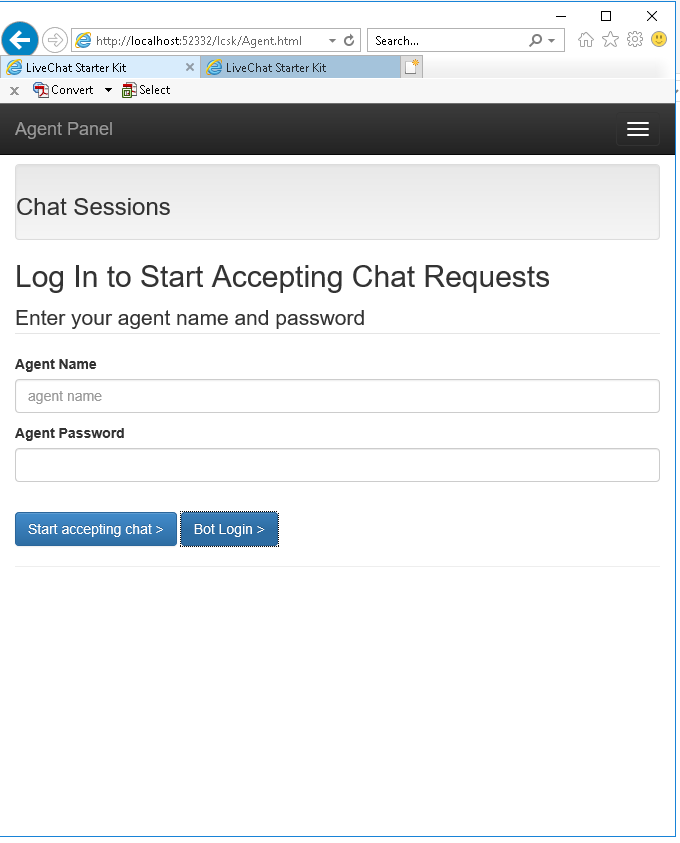 http://localhost:52332/lcsk/Agent.html
Search...
LiveChat Starter Kit
LiveChat Starter Kit
x Convert Select
Agent Panel
Chat Sessions
Log In to Start Accepting Chat Requests
Enter your agent name and password
Agent Name
agent name
Agent Password
Start accepting chat > Bot Login >